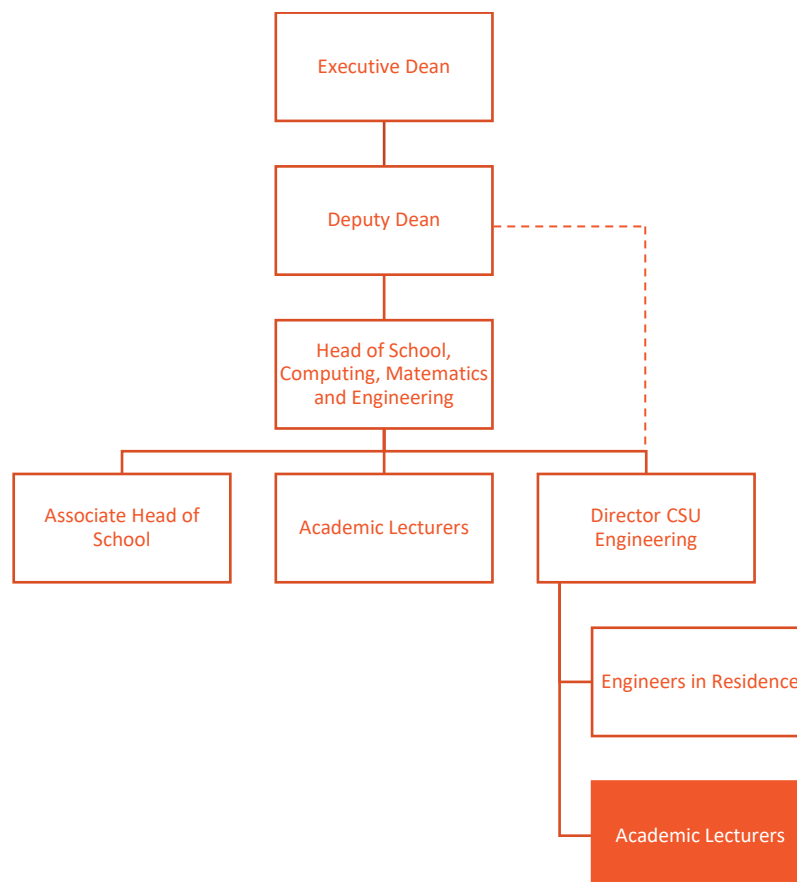 Executive Dean
Deputy Dean
Head of School,
Computing, Matematics
and Engineering
Associate Head of
School
Academic Lecturers
Director CSU
Engineering
Engineers in Residence
Academic Lecturers